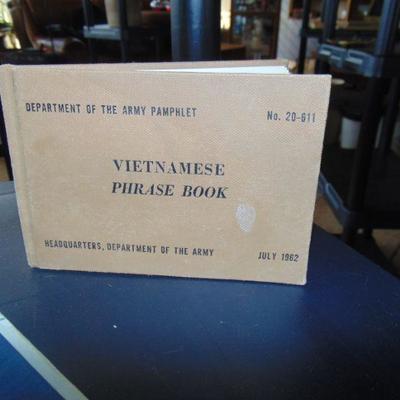 DEPARTMENT OF THE ARMY PAMPHLET No. 20-611
VIETNAMESE
PHRASE BOOK
HEADQUARTERS, DEPARTMENT OF THE ARMY JULY 1962